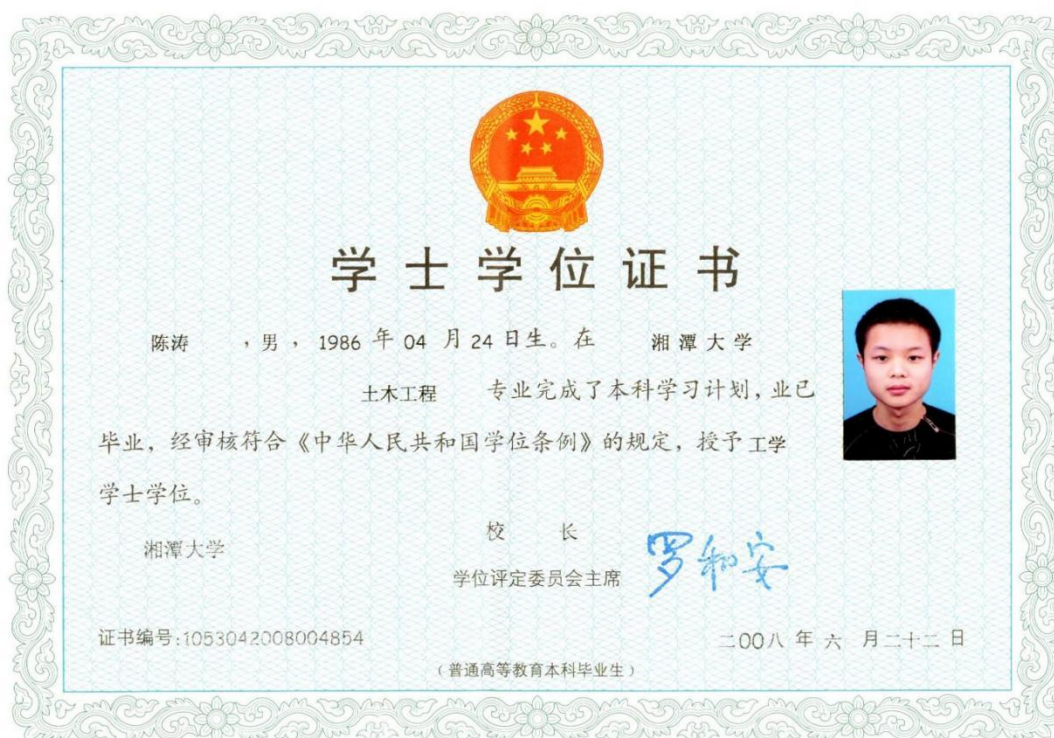 学士学位证书
陈涛 ，男，1986 年 04 月 24 日生。在 湘潭大学
土木工程 专业完成了本科学习计划，业已
毕业，经审核符合《中华人民共和国学位条例》的规定，授予工学
学士学位。
校 长
湘潭大学
罗和安
学位评定委员会主席
证书编号:1053042008004854
二00八 年 六 月二十二 日
（普通高等教育本科毕业生）